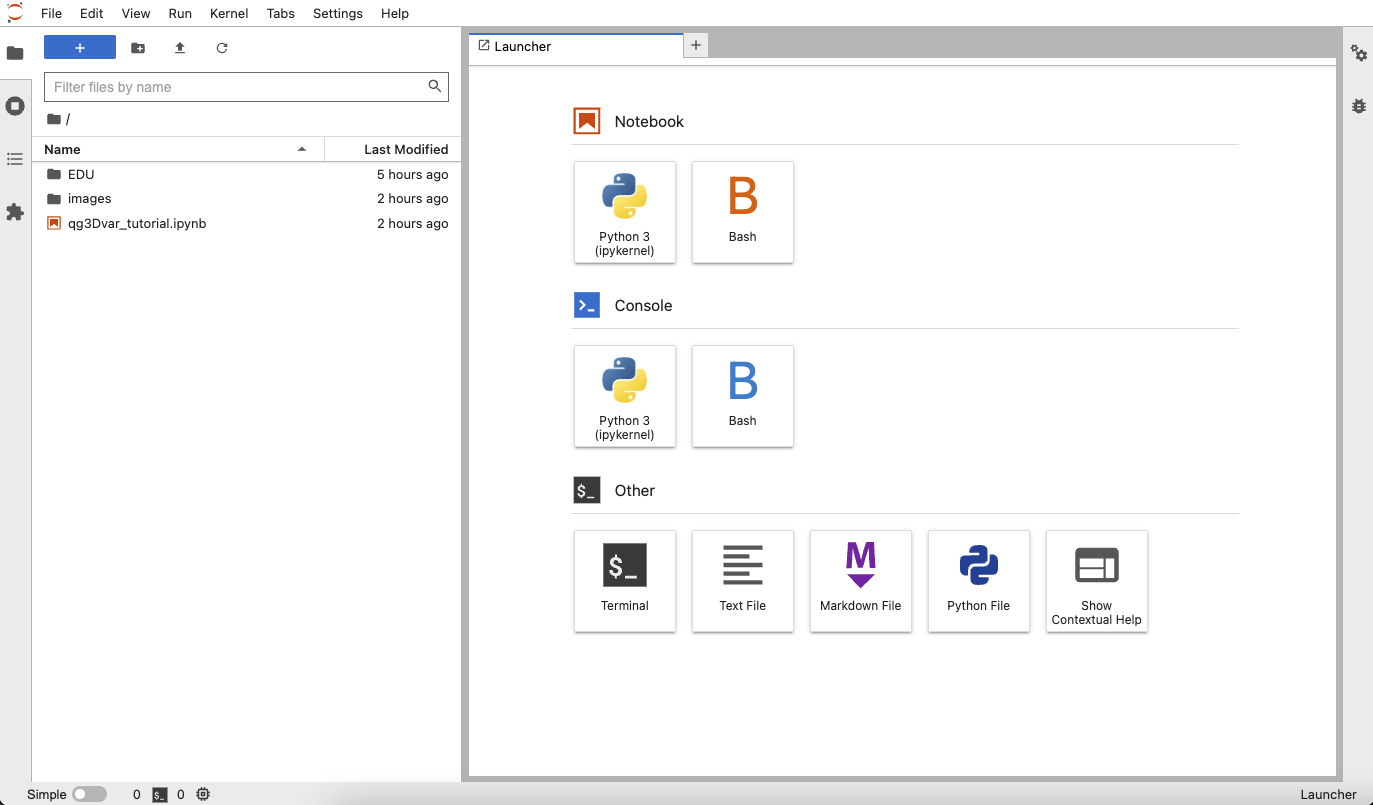 File Edit View Run Kernel Tabs Settings Help
+
Filter files by name
/
Name Last Modified
EDU 5 hours ago
images 2 hours ago
qg3Dvar_tutorial.ipynb 2 hours ago
Launcher +
Notebook
Python 3
(ipykernel)
B
Bash
>_ Console
Python 3
(ipykernel)
B
Bash
$_ Other
$_
Terminal
Text File
M
Markdown File
Python File
Show
Contextual Help
Simple 0 $_ 0 Launcher